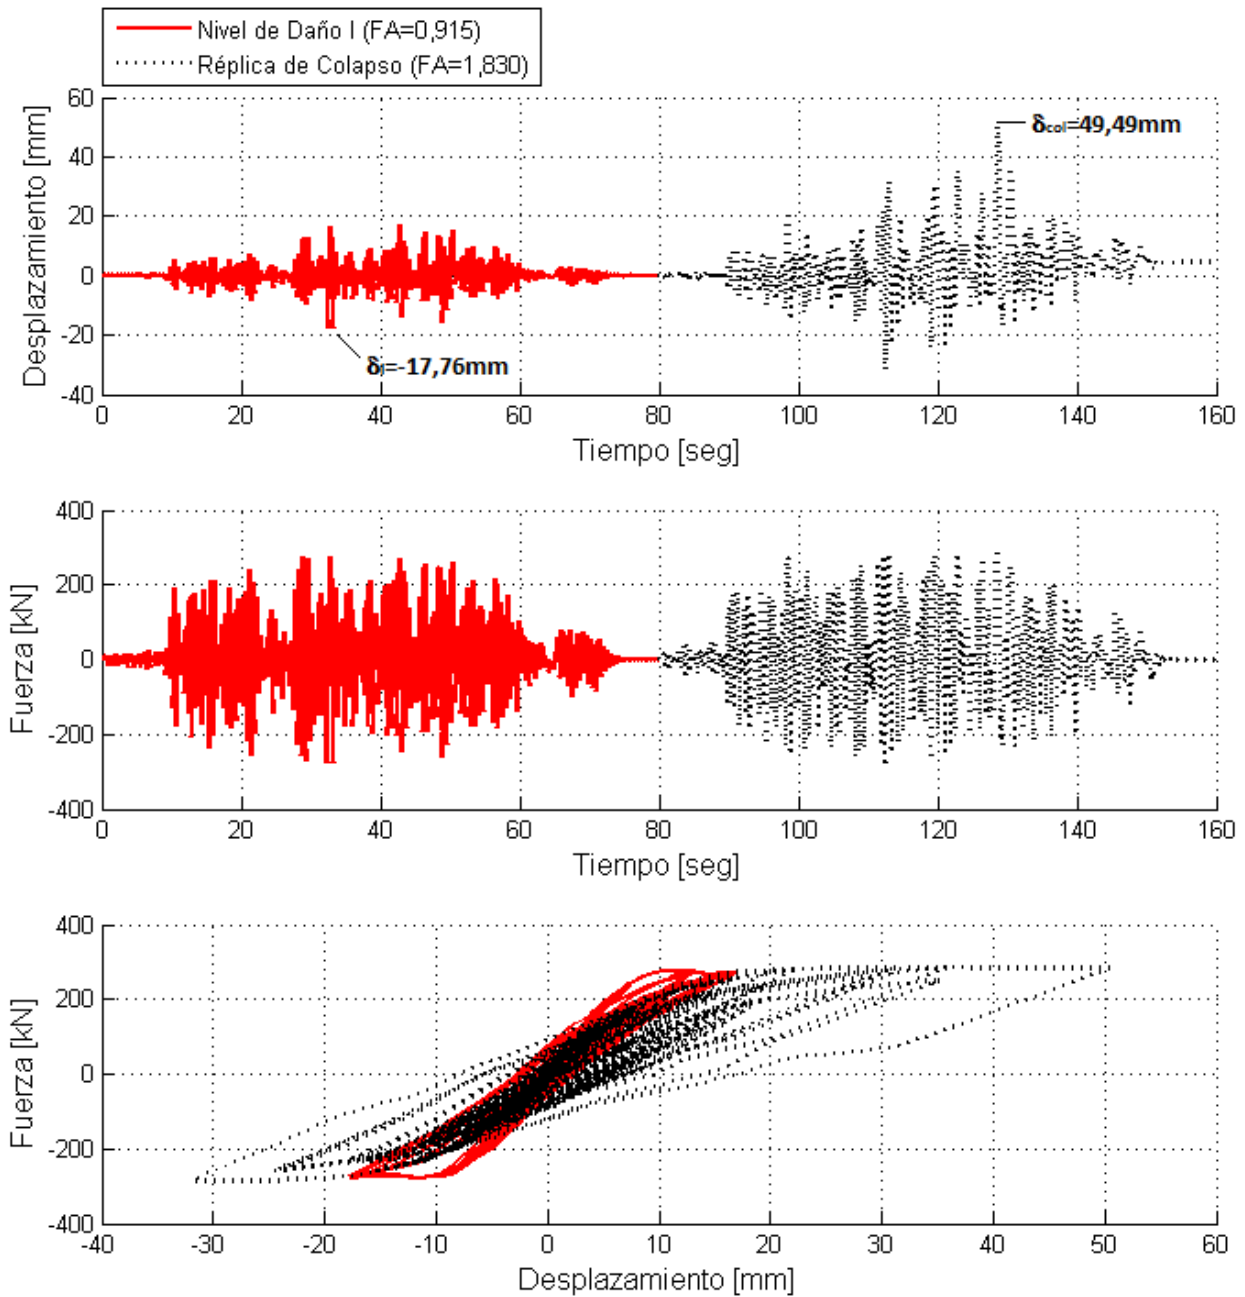 Nivel de Daño I (FA=0,915)
Réplica de Colapso (FA=1,830)
60
40
20
0
-20
-40
Desplazamiento [mm]
δcol=49,49mm
δI=-17,76mm
0 20 40 60 80 100 120 140 160
Tiempo [seg]
400
200
0
-200
-400
Fuerza [kN]
0 20 40 60 80 100 120 140 160
Tiempo [seg]
400
200
0
-200
-400
Fuerza [kN]
-40 -30 -20 -10 0 10 20 30 40 50 60
Desplazamiento [mm]